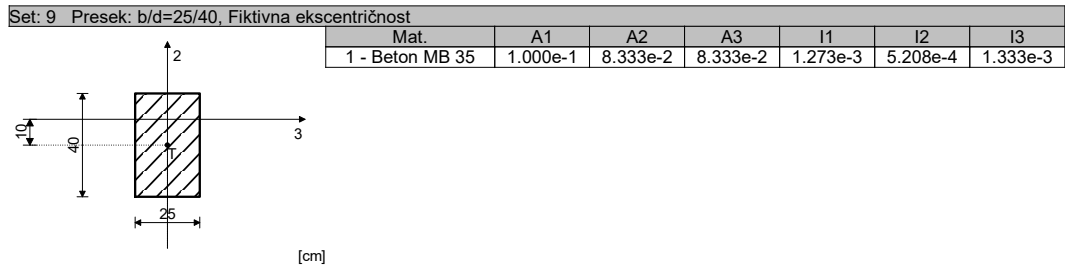 Set: 9 Presek: b/d=25/40, Fiktivna ekscentričnost
Mat. A1 A2 A3 I1 I2 I3
1 - Beton MB 35 1.000e-1 8.333e-2 8.333e-2 1.273e-3 5.208e-4 1.333e-3
2
3
10
40
T
25
[cm]